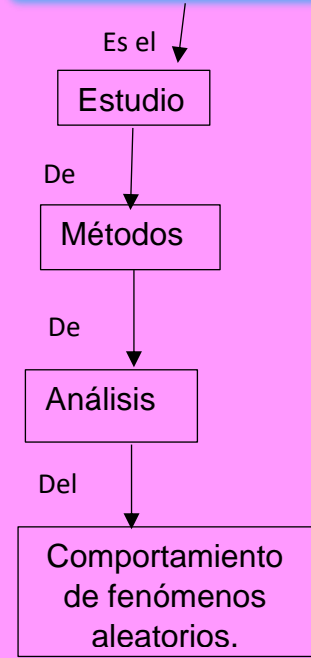 Es el
Estudio
De
Métodos
De
Análisis
Del
Comportamiento
de fenómenos
aleatorios.